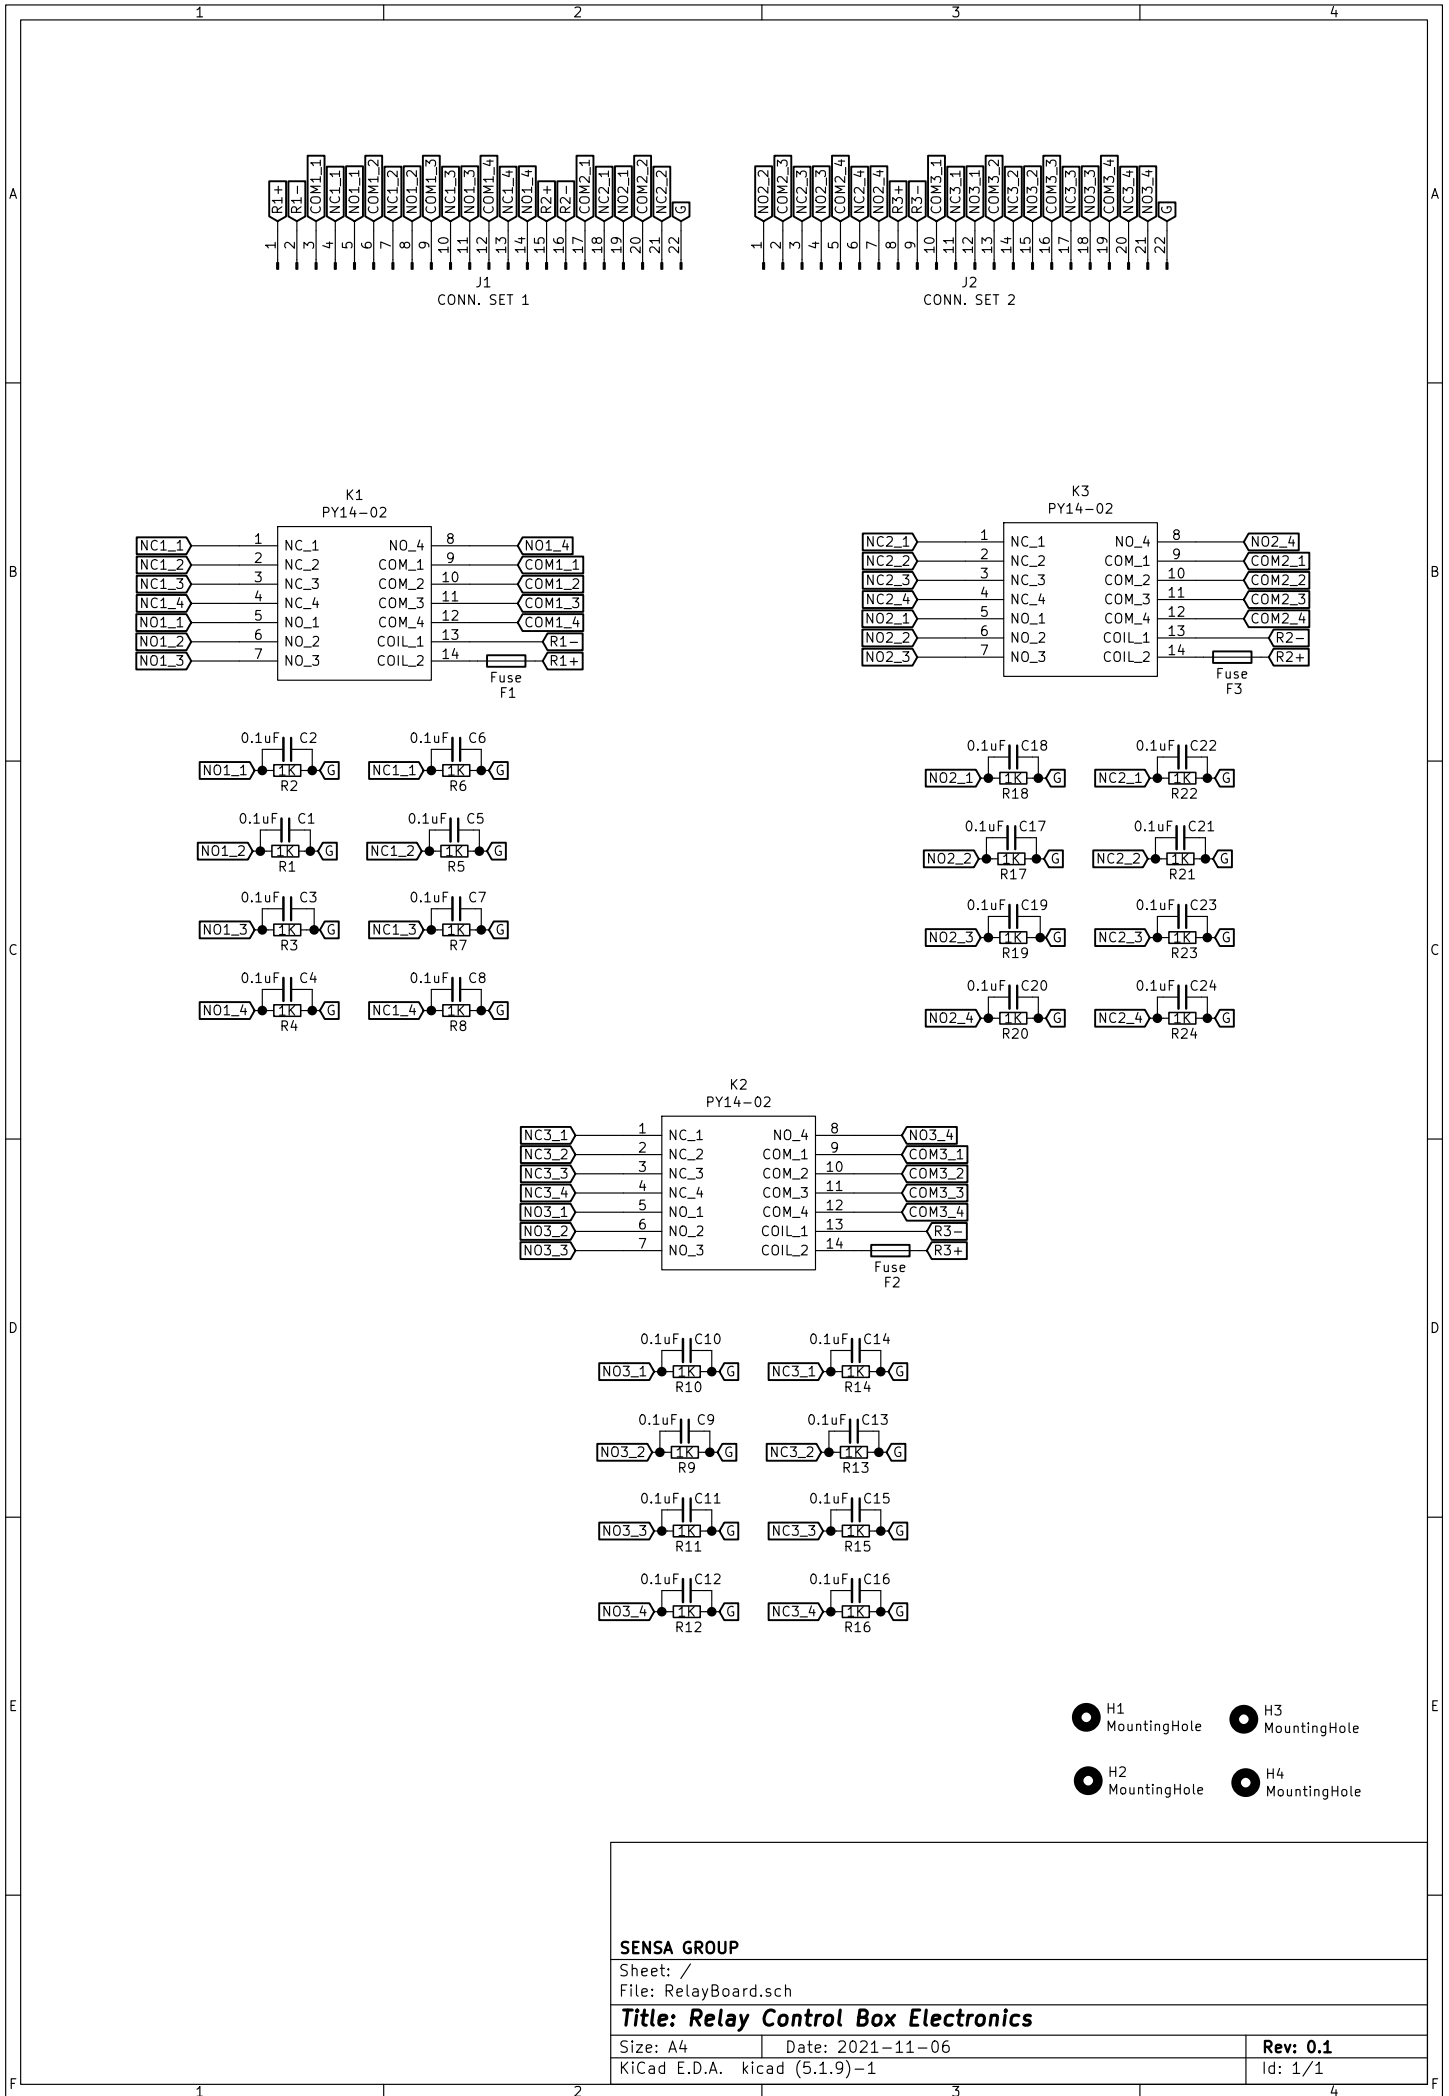 1 2 3 4
A A
R1+ R1- COM1_1 NC1_1 NO1_1 COM1_2 NC1_2 NO1_2 COM1_3 NC1_3 NO1_3 COM1_4 NC1_4 NO1_4 R2+ R2- COM2_1 NC2_1 NO2_1 COM2_2 NC2_2 G
1 2 3 4 5 6 7 8 9 10 11 12 13 14 15 16 17 18 19 20 21 22
J1
CONN. SET 1
NO2_2 COM2_3 NC2_3 NO2_3 COM2_4 NC2_4 NO2_4 R3+ R3- COM3_1 NC3_1 NO3_1 COM3_2 NC3_2 NO3_2 COM3_3 NC3_3 NO3_3 COM3_4 NC3_4 NO3_4 G
1 2 3 4 5 6 7 8 9 10 11 12 13 14 15 16 17 18 19 20 21 22
J2
CONN. SET 2
B B
K1
PY14-02
NC1_1 1 NC_1 NO_4 8 NO1_4
NC1_2 2 NC_2 COM_1 9 COM1_1
NC1_3 3 NC_3 COM_2 10 COM1_2
NC1_4 4 NC_4 COM_3 11 COM1_3
NO1_1 5 NO_1 COM_4 12 COM1_4
NO1_2 6 NO_2 COIL_1 13 R1-
NO1_3 7 NO_3 COIL_2 14 R1+
Fuse
F1
K3
PY14-02
NC2_1 1 NC_1 NO_4 8 NO2_4
NC2_2 2 NC_2 COM_1 9 COM2_1
NC2_3 3 NC_3 COM_2 10 COM2_2
NC2_4 4 NC_4 COM_3 11 COM2_3
NO2_1 5 NO_1 COM_4 12 COM2_4
NO2_2 6 NO_2 COIL_1 13 R2-
NO2_3 7 NO_3 COIL_2 14 R2+
Fuse
F3
0.1uF C2 0.1uF C6
NO1_1 1K G NC1_1 1K G
R2 R6
0.1uF C1 0.1uF C5
NO1_2 1K G NC1_2 1K G
R1 R5
0.1uF C3 0.1uF C7
NO1_3 1K G NC1_3 1K G
R3 R7
0.1uF C4 0.1uF C8
NO1_4 1K G NC1_4 1K G
R4 R8
0.1uF C18 0.1uF C22
NO2_1 1K G NC2_1 1K G
R18 R22
0.1uF C17 0.1uF C21
NO2_2 1K G NC2_2 1K G
R17 R21
0.1uF C19 0.1uF C23
NO2_3 1K G NC2_3 1K G
R19 R23
0.1uF C20 0.1uF C24
NO2_4 1K G NC2_4 1K G
R20 R24
C C
K2
PY14-02
NC3_1 1 NC_1 NO_4 8 NO3_4
NC3_2 2 NC_2 COM_1 9 COM3_1
NC3_3 3 NC_3 COM_2 10 COM3_2
NC3_4 4 NC_4 COM_3 11 COM3_3
NO3_1 5 NO_1 COM_4 12 COM3_4
NO3_2 6 NO_2 COIL_1 13 R3-
NO3_3 7 NO_3 COIL_2 14 R3+
Fuse
F2
D D
0.1uF C10 0.1uF C14
NO3_1 1K G NC3_1 1K G
R10 R14
0.1uF C9 0.1uF C13
NO3_2 1K G NC3_2 1K G
R9 R13
0.1uF C11 0.1uF C15
NO3_3 1K G NC3_3 1K G
R11 R15
0.1uF C12 0.1uF C16
NO3_4 1K G NC3_4 1K G
R12 R16
E E
H1 H3
MountingHole MountingHole
H2 H4
MountingHole MountingHole
SENSA GROUP
Sheet: /
File: RelayBoard.sch
Title: Relay Control Box Electronics
Size: A4 Date: 2021-11-06 Rev: 0.1
KiCad E.D.A. kicad (5.1.9)-1 Id: 1/1
F F
1 2 3 4